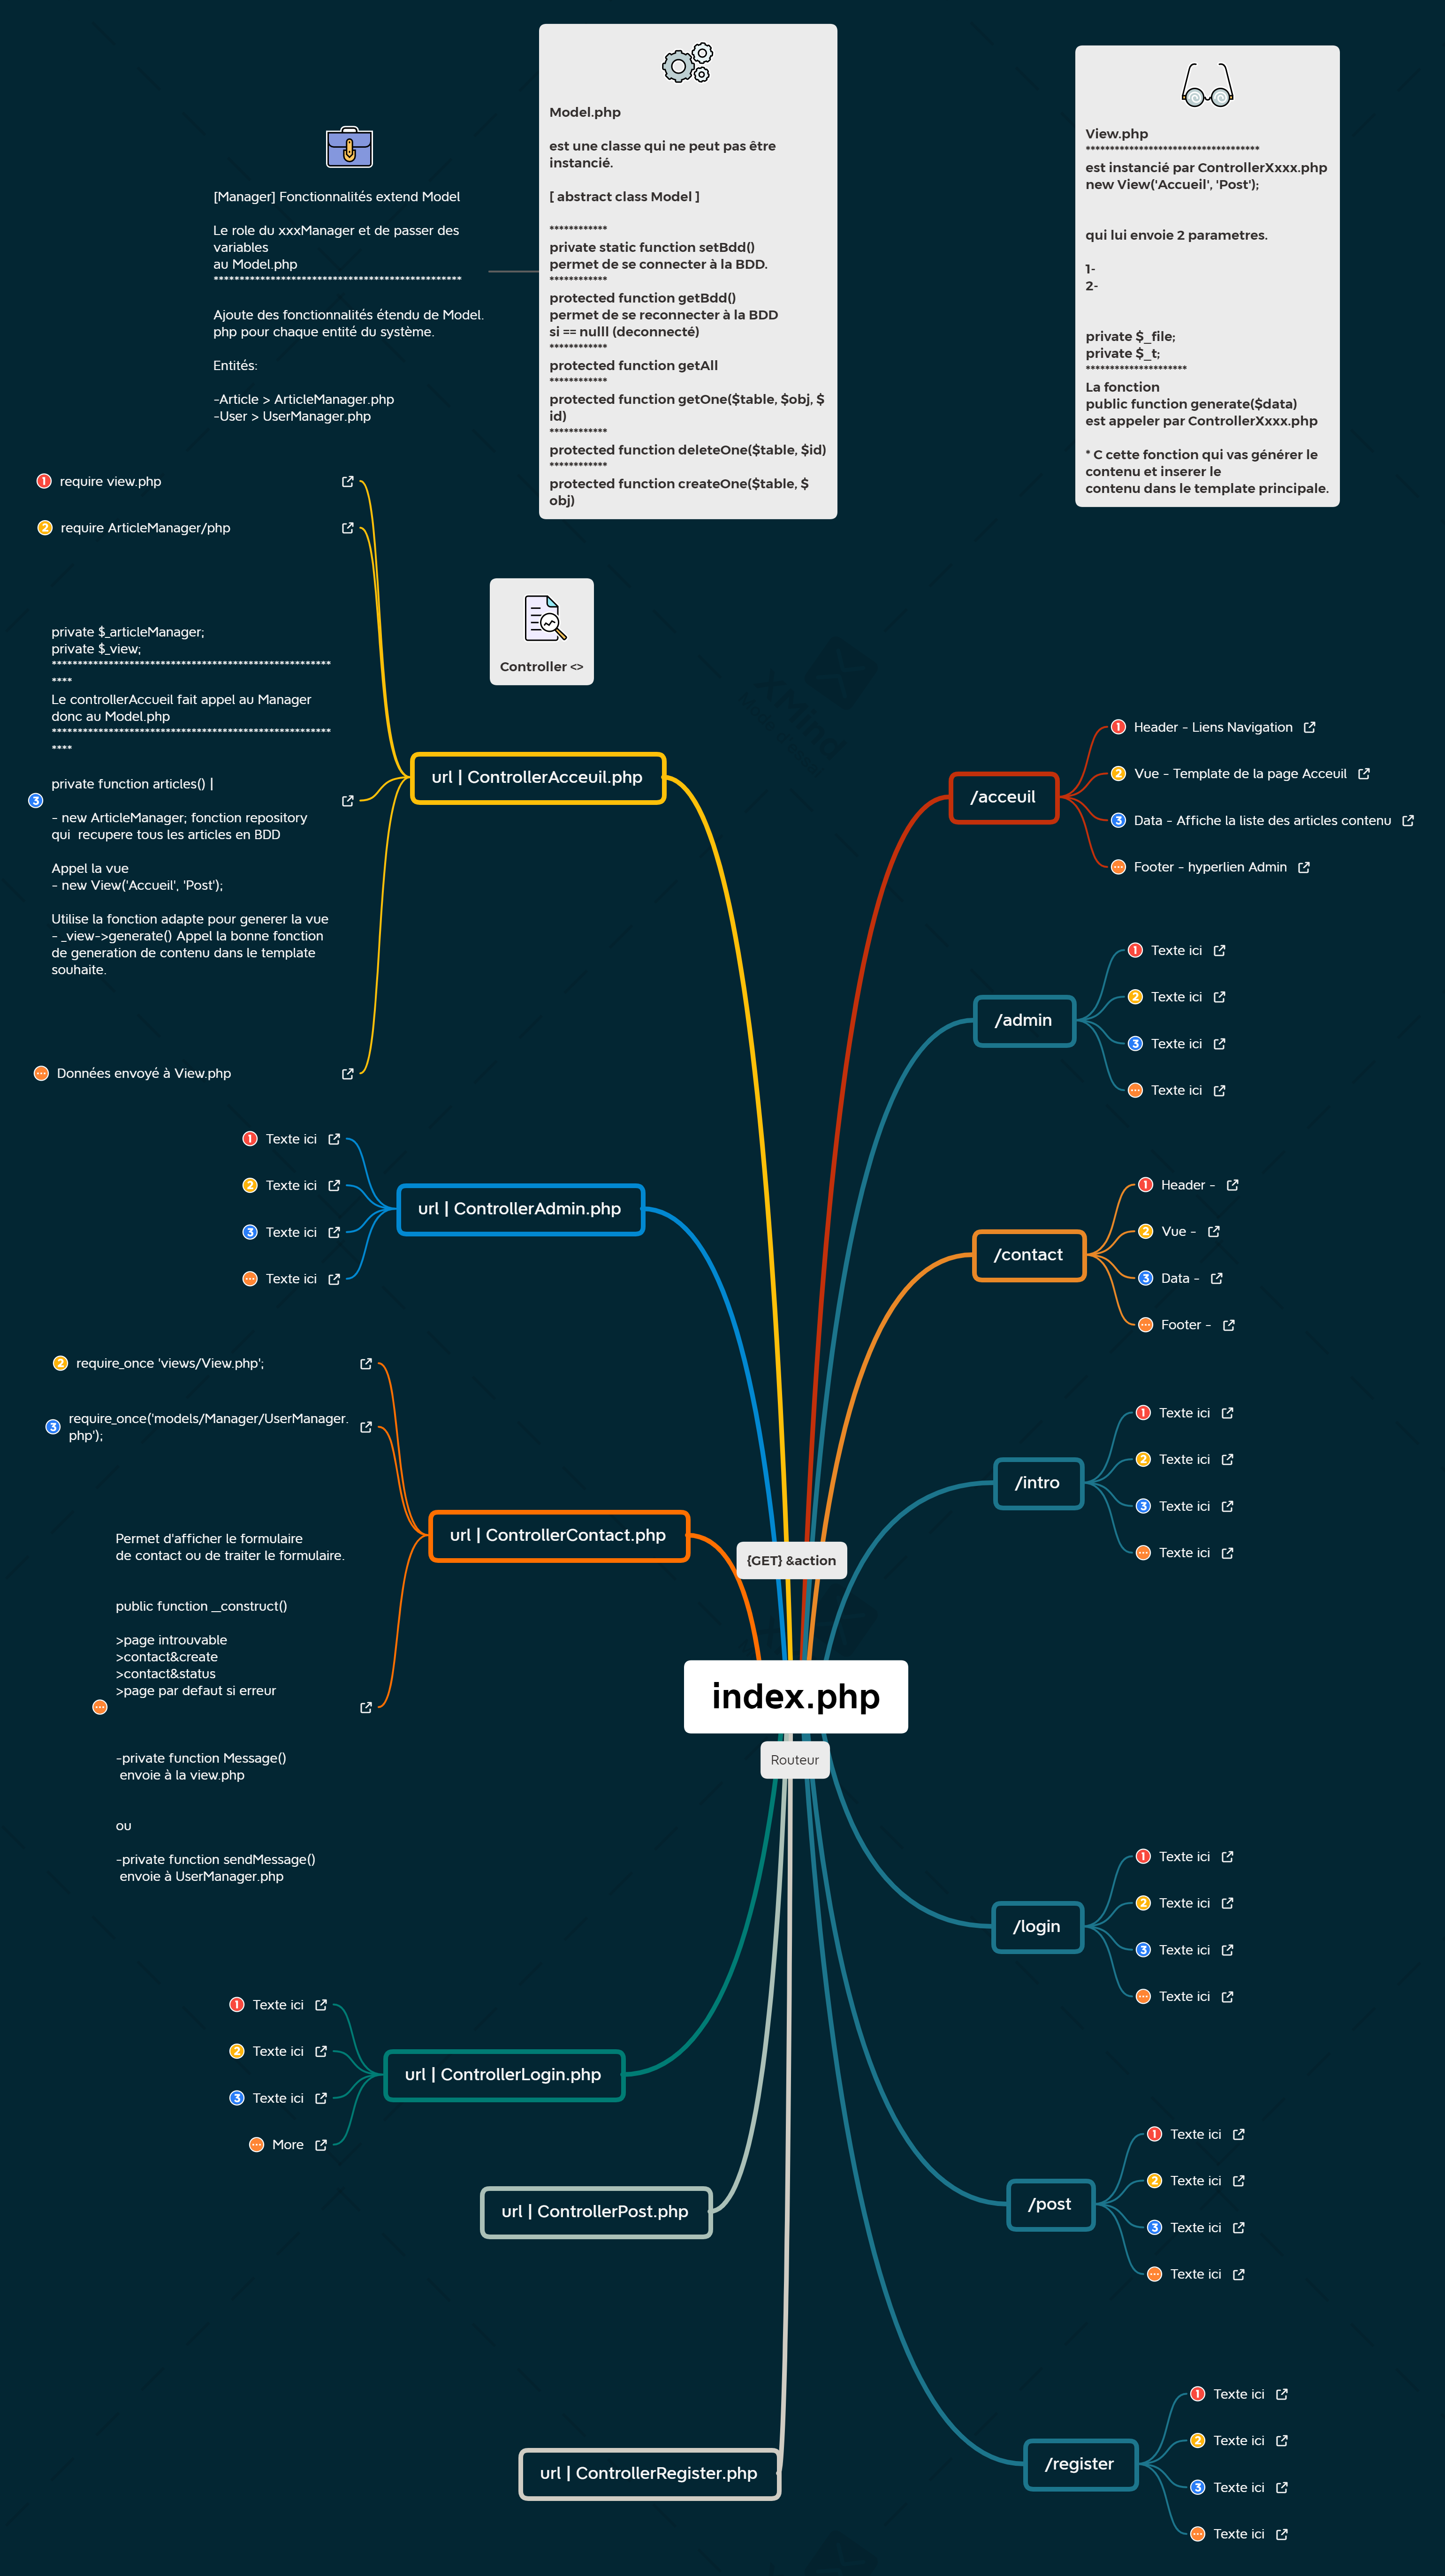 Model.php
est une classe qui ne peut pas être
instancié.
[ abstract class Model ]
************
private static function setBdd()
permet de se connecter à la BDD.
************
protected function getBdd()
permet de se reconnecter à la BDD
si == nulll (deconnecté)
************
protected function getAll
************
protected function getOne($table, $obj, $
id)
************
protected function deleteOne($table, $id)
************
protected function createOne($table, $
obj)
View.php
************************************
est instancié par ControllerXxxx.php
new View('Accueil', 'Post');
qui lui envoie 2 parametres.
1-
2-
private $_file;
private $_t;
*********************
La fonction
public function generate($data)
est appeler par ControllerXxxx.php
* C cette fonction qui vas générer le
contenu et inserer le
contenu dans le template principale.
[Manager] Fonctionnalités extend Model
Le role du xxxManager et de passer des
variables
au Model.php
************************************************
Ajoute des fonctionnalités étendu de Model.
php pour chaque entité du système.
Entités:
-Article > ArticleManager.php
-User > UserManager.php
Controller <>
url | ControllerAcceuil.php
1 require view.php
2 require ArticleManager/php
3
private $_articleManager;
private $_view;
******************************************************
****
Le controllerAccueil fait appel au Manager
donc au Model.php
******************************************************
****
private function articles() |
- new ArticleManager; fonction repository
qui  recupere tous les articles en BDD
Appel la vue
- new View('Accueil', 'Post');
Utilise la fonction adapte pour generer la vue
- _view->generate() Appel la bonne fonction
de generation de contenu dans le template
souhaite.
Données envoyé à View.php
url | ControllerAdmin.php
1 Texte ici
2 Texte ici
3 Texte ici
Texte ici
url | ControllerContact.php
2 require_once 'views/View.php';
3 require_once('models/Manager/UserManager.
php');
Permet d'afficher le formulaire
de contact ou de traiter le formulaire.
public function __construct()
>page introuvable
>contact&create
>contact&status
>page par defaut si erreur
-private function Message()
envoie à la view.php
ou
-private function sendMessage()
envoie à UserManager.php
url | ControllerLogin.php
1 Texte ici
2 Texte ici
3 Texte ici
More
url | ControllerPost.php
url | ControllerRegister.php
{GET} &action
index.php
Routeur
XMind
/acceuil
1 Header - Liens Navigation
2 Vue - Template de la page Acceuil
3 Data - Affiche la liste des articles contenu
Footer - hyperlien Admin
/admin
1 Texte ici
2 Texte ici
3 Texte ici
Texte ici
/contact
1 Header -
2 Vue -
3 Data -
Footer -
/intro
1 Texte ici
2 Texte ici
3 Texte ici
Texte ici
/login
1 Texte ici
2 Texte ici
3 Texte ici
Texte ici
/post
1 Texte ici
2 Texte ici
3 Texte ici
Texte ici
/register
1 Texte ici
2 Texte ici
3 Texte ici
Texte ici